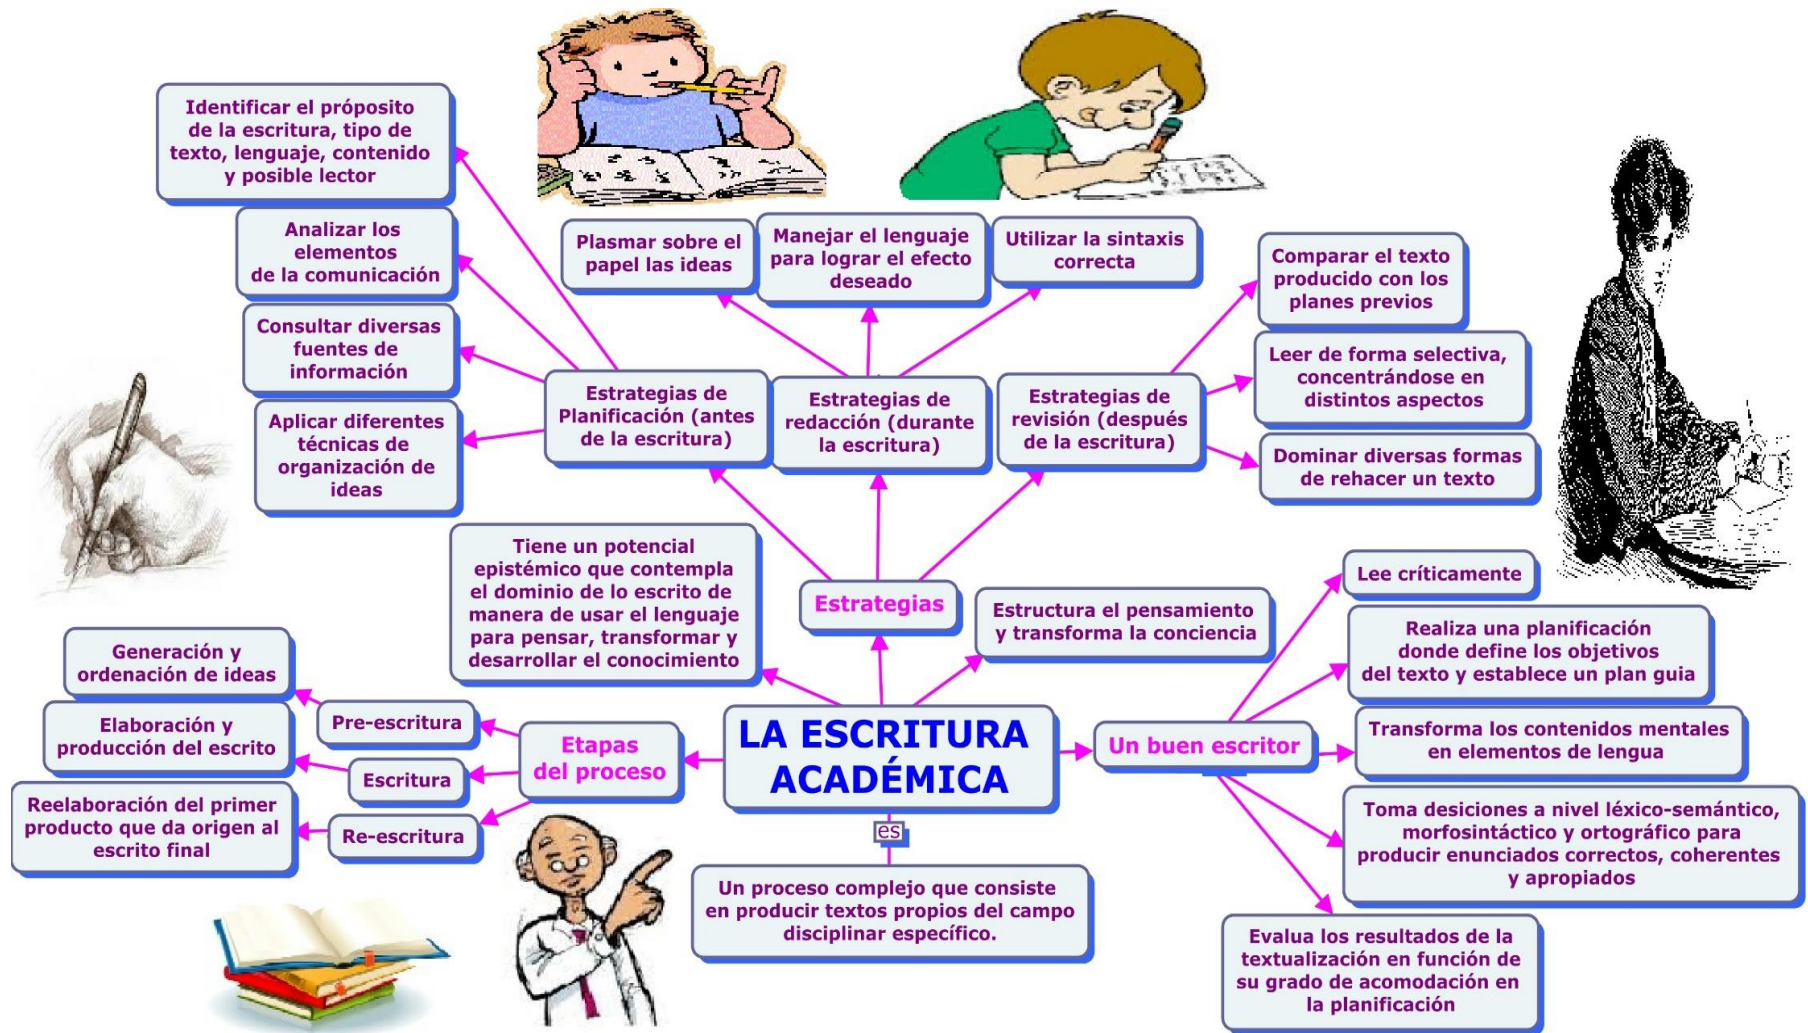 Identificar el próposito
de la escritura, tipo de
texto, lenguaje, contenido
y posible lector
Analizar los
elementos
de la comunicación
Consultar diversas
fuentes de
información
Aplicar diferentes
técnicas de
organización de
ideas
Plasmar sobre el
papel las ideas
Manejar el lenguaje
para lograr el efecto
deseado
Utilizar la sintaxis
correcta
Comparar el texto
producido con los
planes previos
Leer de forma selectiva,
concentrándose en
distintos aspectos
Dominar diversas formas
de rehacer un texto
Estrategias de
Planificación (antes
de la escritura)
Estrategias de
redacción (durante
la escritura)
Estrategias de
revisión (después
de la escritura)
Tiene un potencial
epistémico que contempla
el dominio de lo escrito de
manera de usar el lenguaje
para pensar, transformar y
desarrollar el conocimiento
Estrategias
Estructura el pensamiento
y transforma la conciencia
Lee críticamente
Realiza una planificación
donde define los objetivos
del texto y establece un plan guia
Generación y
ordenación de ideas
Elaboración y
producción del escrito
Reelaboración del primer
producto que da origen al
escrito final
Pre-escritura
Escritura
Re-escritura
Etapas
del proceso
LA ESCRITURA
ACADÉMICA
Un buen escritor
Transforma los contenidos mentales
en elementos de lengua
Toma desiciones a nivel léxico-semántico,
morfosintáctico y ortográfico para
producir enunciados correctos, coherentes
y apropiados
es
Un proceso complejo que consiste
en producir textos propios del campo
disciplinar específico.
Evalua los resultados de la
textualización en función de
su grado de acomodación en
la planificación